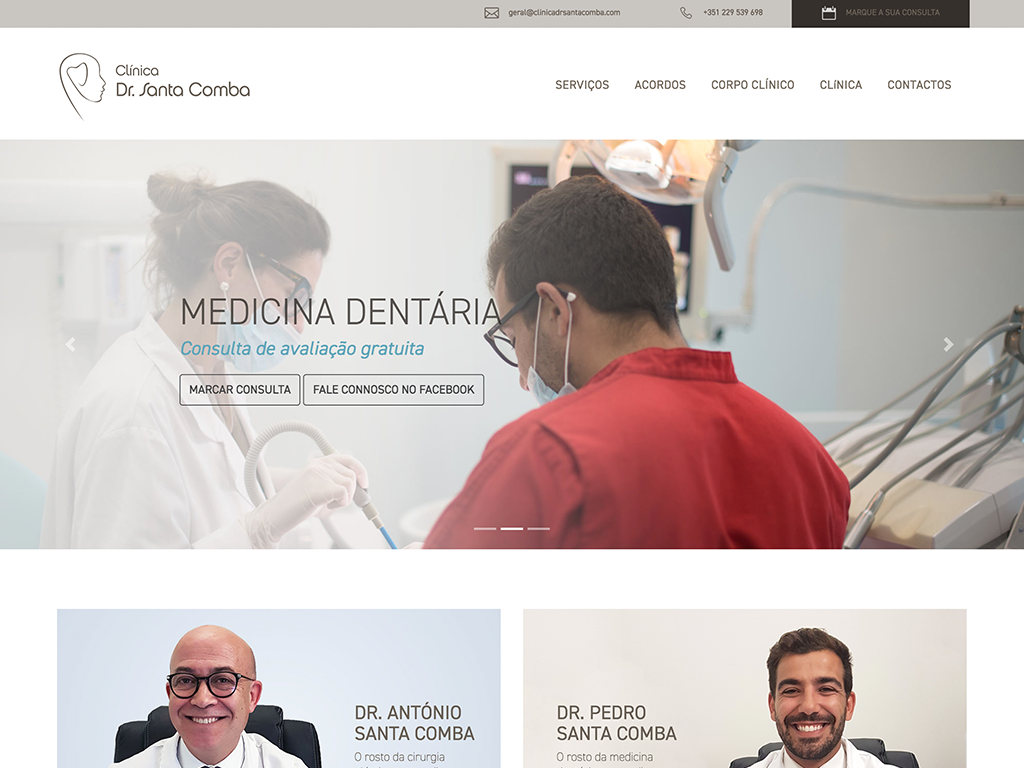 geral@clinicadrsantacomba.com
+351 229 539 698
MARQUE A SUA CONSULTA
Clínica
Dr. Santa Comba
SERVIÇOS
ACORDOS
CORPO CLÍNICO
CLíNICA
CONTACTOS
MEDICINA DENTÁRIA
Consulta de avaliação gratuita
MARCAR CONSULTA
FALE CONNOSCO NO FACEBOOK
DR. ANTÓNIO
SANTA COMBA
O rosto da cirurgia
DR. PEDRO
SANTA COMBA
O rosto da medicina